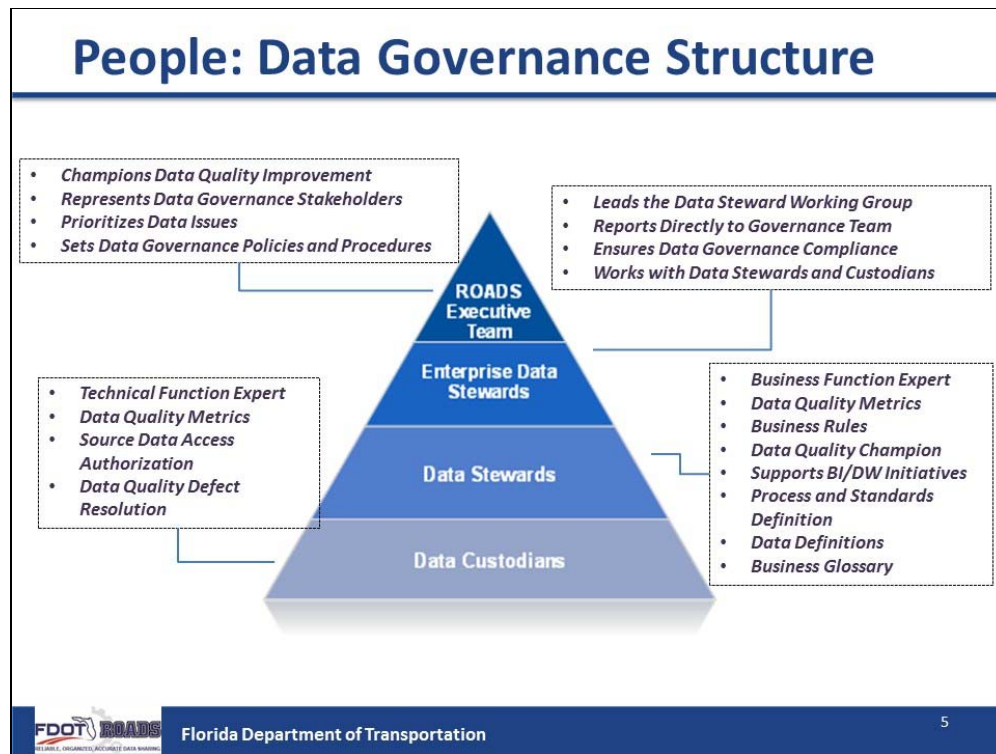 People: Data Governance Structure
• Champions Data Quality Improvement
• Represents Data Governance Stakeholders
• Prioritizes Data Issues
• Sets Data Governance Policies and Procedures
• Leads the Data Steward Working Group
• Reports Directly to Governance Team
• Ensures Data Governance Compliance
• Works with Data Stewards and Custodians
ROADS
Executive
Team
Enterprise Data
Stewards
Data Stewards
Data Custodians
• Technical Function Expert
• Data Quality Metrics
• Source Data Access
Authorization
• Data Quality Defect
Resolution
• Business Function Expert
• Data Quality Metrics
• Business Rules
• Data Quality Champion
• Supports BI/DW Initiatives
• Process and Standards
Definition
• Data Definitions
• Business Glossary
FDOT ROADS
RELIABLE, ORGANIZED, ACCURATE DATA SHARING
Florida Department of Transportation
5